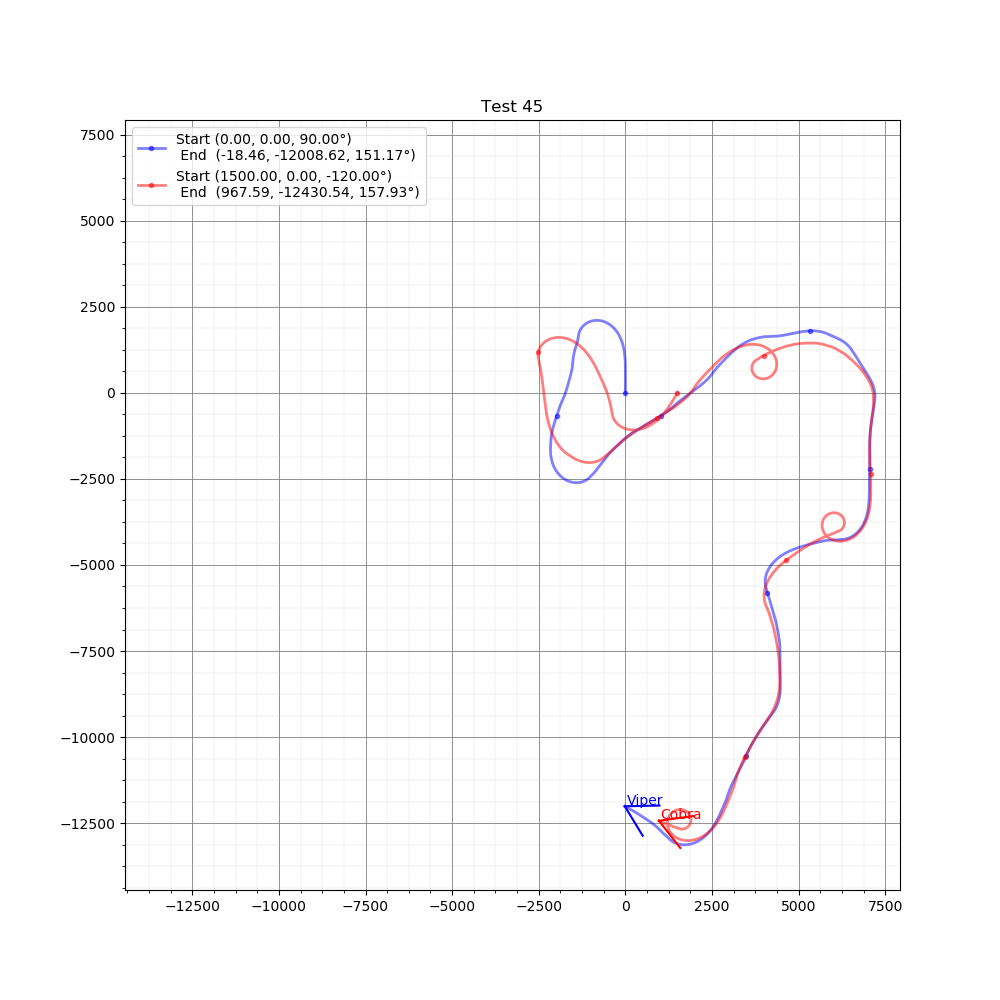 Test 45
Start (0.00, 0.00, 90.00°)
End (-18.46, -12008.62, 151.17°)
Start (1500.00, 0.00, -120.00°)
End (967.59, -12430.54, 157.93°)
7500
5000
2500
0
−2500
−5000
−7500
−10000
−12500
Viper
Cobra
−12500 −10000 −7500 −5000 −2500 0 2500 5000 7500